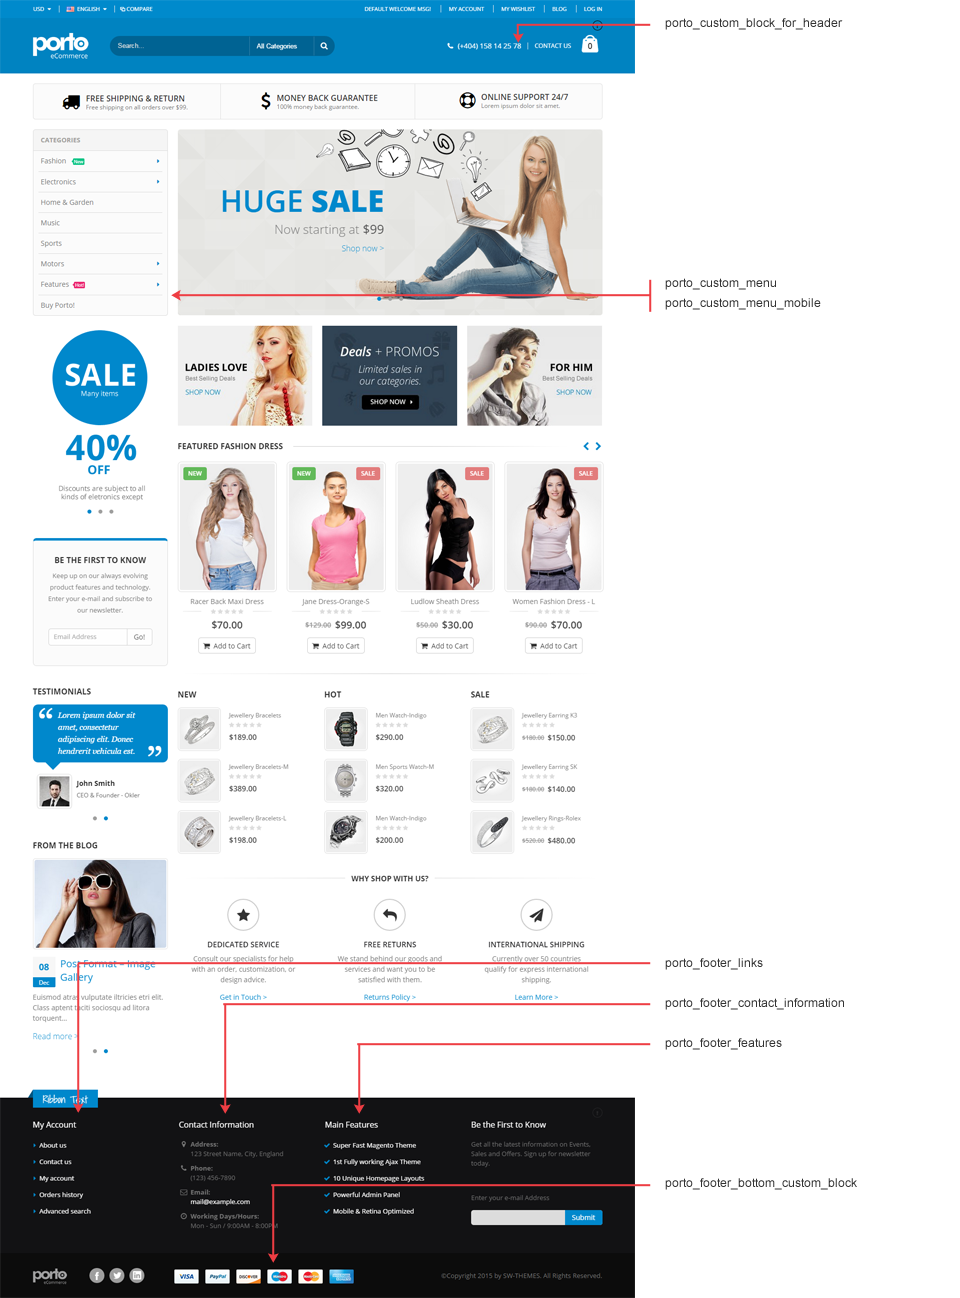 USD ENGLISH COMPARE DEFAULT WELCOME MSG! MY ACCOUNT MY WISHLIST BLOG LOG IN
porto_custom_block_for_header
porto
eCommerce
Search... All Categories
(+404) 158 14 25 78 CONTACT US 0
FREE SHIPPING & RETURN
Free shipping on all orders over $99.
MONEY BACK GUARANTEE
100% money back guarantee.
ONLINE SUPPORT 24/7
Lorem ipsum dolor sit amet.
CATEGORIES
Fashion New
Electronics
Home & Garden
Music
Sports
Motors
Features Hot!
Buy Porto!
HUGE SALE
Now starting at $99
Shop now >
porto_custom_menu
porto_custom_menu_mobile
SALE
Many items
40%
OFF
Discounts are subject to all
kinds of eletronics except
LADIES LOVE
Best Selling Deals
SHOP NOW
Deals + PROMOS
Limited sales in
our categories.
SHOP NOW
FOR HIM
Best Selling Deals
SHOP NOW
FEATURED FASHION DRESS
NEW
NEW SALE
SALE
SALE
Racer Back Maxi Dress
$70.00
Add to Cart
Jane Dress-Orange-S
$129.00 $99.00
Add to Cart
Ludlow Sheath Dress
$50.00 $30.00
Add to Cart
Women Fashion Dress - L
$90.00 $70.00
Add to Cart
BE THE FIRST TO KNOW
Keep up on our always evolving
product features and technology.
Enter your e-mail and subscribe to
our newsletter.
Email Address Go!
TESTIMONIALS
“ Lorem ipsum dolor sit
amet, consectetur
adipiscing elit. Donec
hendrerit vehicula est. ”
John Smith
CEO & Founder - Okler
NEW
Jewellery Bracelets
$189.00
Jewellery Bracelets-M
$389.00
Jewellery Bracelets-L
$198.00
HOT
Men Watch-Indigo
$290.00
Men Sports Watch-M
$320.00
Men Watch-Indigo
$200.00
SALE
Jewellery Earring K3
$180.00 $150.00
Jewellery Earring SK
$180.00 $140.00
Jewellery Rings-Rolex
$520.00 $480.00
FROM THE BLOG
08
Dec
Post Format – Image
Gallery
Euismod atras vulputate iltricies etri elit.
Class aptent taciti sociosqu ad litora
torquent...
Read more >
WHY SHOP WITH US?
DEDICATED SERVICE
Consult our specialists for help
with an order, customization, or
design advice.
Get in Touch >
FREE RETURNS
We stand behind our goods and
services and want you to be
satisfied with them.
Returns Policy >
INTERNATIONAL SHIPPING
Currently over 50 countries
qualify for express international
shipping.
Learn More >
porto_footer_links
porto_footer_contact_information
porto_footer_features
Ribbon Text
My Account
About us
Contact us
My account
Orders history
Advanced search
Contact Information
Address:
123 Street Name, City, England
Phone:
(123) 456-7890
Email:
mail@example.com
Working Days/Hours:
Mon - Sun / 9:00AM - 8:00PM
Main Features
Super Fast Magento Theme
1st Fully working Ajax Theme
10 Unique Homepage Layouts
Powerful Admin Panel
Mobile & Retina Optimized
Be the First to Know
Get all the latest information on Events,
Sales and Offers. Sign up for newsletter
today.
Enter your e-mail Address
Submit
porto_footer_bottom_custom_block
porto
eCommerce
VISA PayPal DISCOVER
©Copyright 2015 by SW-THEMES. All Rights Reserved.